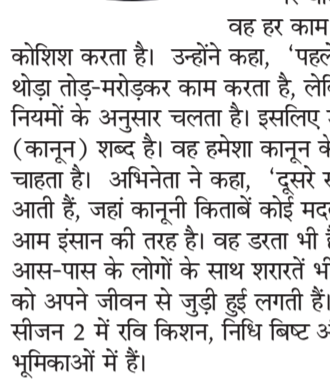 वह हर काम
कोशिश करता है। उन्होंने कहा, ‘पहल
थोड़ा तोड़-मरोड़कर काम करता है, लेि
नियमों के अनुसार चलता है। इसलिए
(कानून) शब्द है। वह हमेशा कानून के
चाहता है। अभिनेता ने कहा, ‘दूसरे
आती हैं, जहां कानूनी किताबें कोई मद
आम इंसान की तरह है। वह डरता भी है
आस-पास के लोगों के साथ शरारतें भी
को अपने जीवन से जुड़ी हुई लगती हैं।
सीजन 2 में रवि किशन, निधि बिष्ट
भूमिकाओं में हैं।